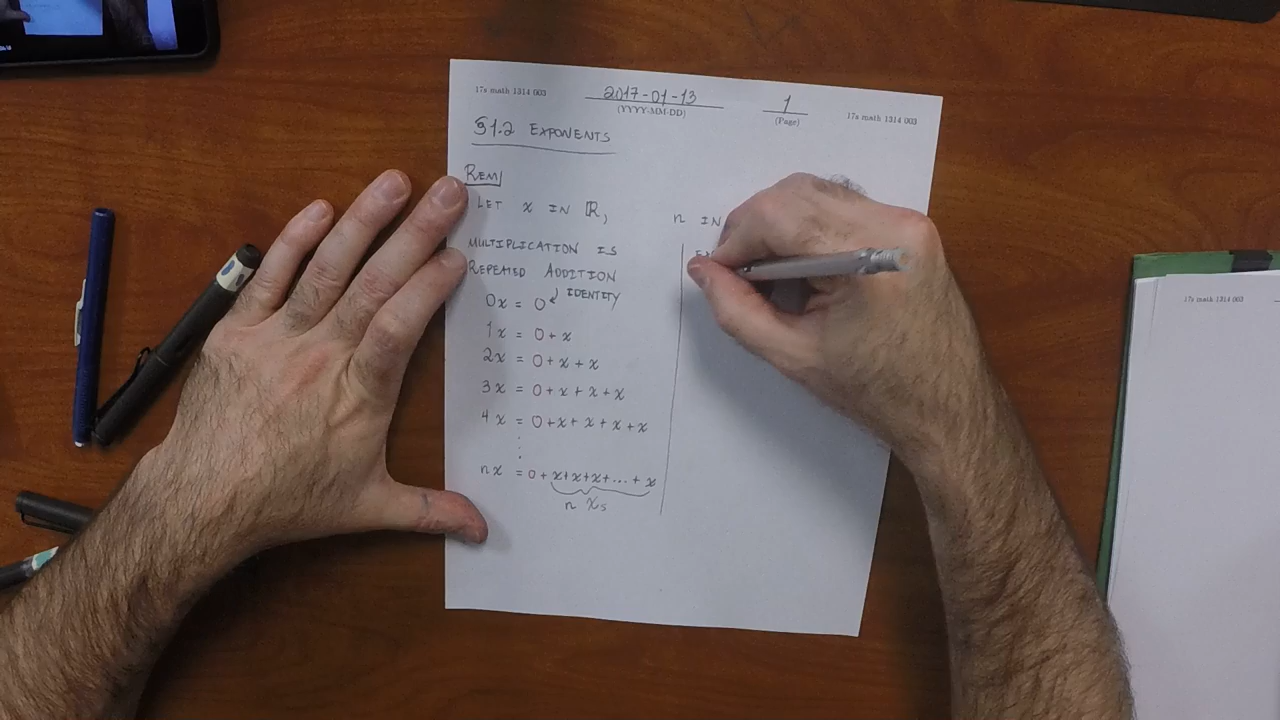 17s math 1314 003 2017-01-13 1 17s math 1314 003
(YYYY-MM-DD) (Page)
§1.2 EXPONENTS
REM
LET x IN ℝ, n IN
MULTIPLICATION IS
REPEATED ADDITION
0x = 0 IDENTITY
1x = 0 + x
2x = 0 + x + x
3x = 0 + x + x + x
4x = 0 + x + x + x + x
⋮
nx = 0 + x+x+x+...+x
n xs
17s math 1314 003